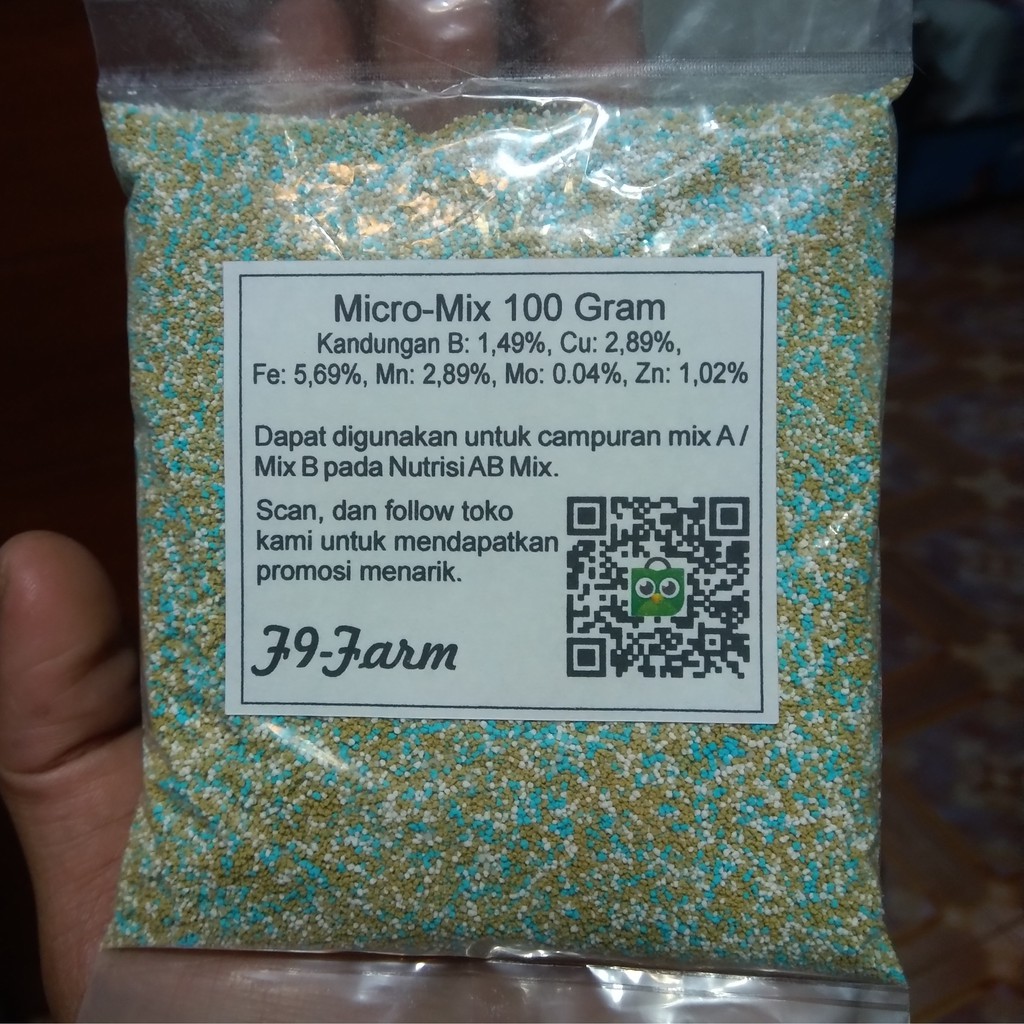 Micro-Mix 100 Gram
Kandungan B: 1,49%, Cu: 2,89%,
Fe: 5,69%, Mn: 2,89%, Mo: 0.04%, Zn: 1,02%
Dapat digunakan untuk campuran mix A /
Mix B pada Nutrisi AB Mix.
Scan, dan follow toko
kami untuk mendapatkan
promosi menarik.
F9-Farm